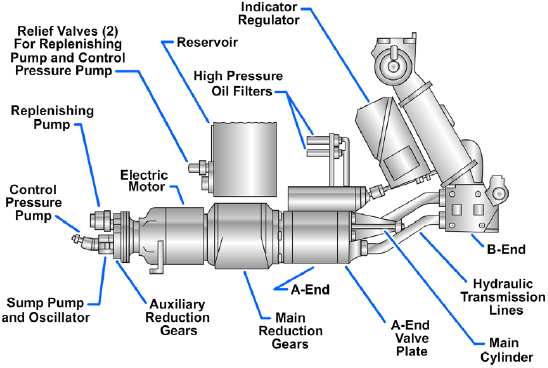 Indicator
Regulator
Relief Valves (2)
For Replenishing
Pump and Control
Pressure Pump
Reservoir
High Pressure
Oil Filters
Replenishing
Pump
Electric
Motor
Control
Pressure
Pump
B-End
A-End
Hydraulic
Transmission
Lines
Sump Pump
and Oscillator
Auxiliary
Reduction
Gears
Main
Reduction
Gears
A-End
Valve
Plate
Main
Cylinder